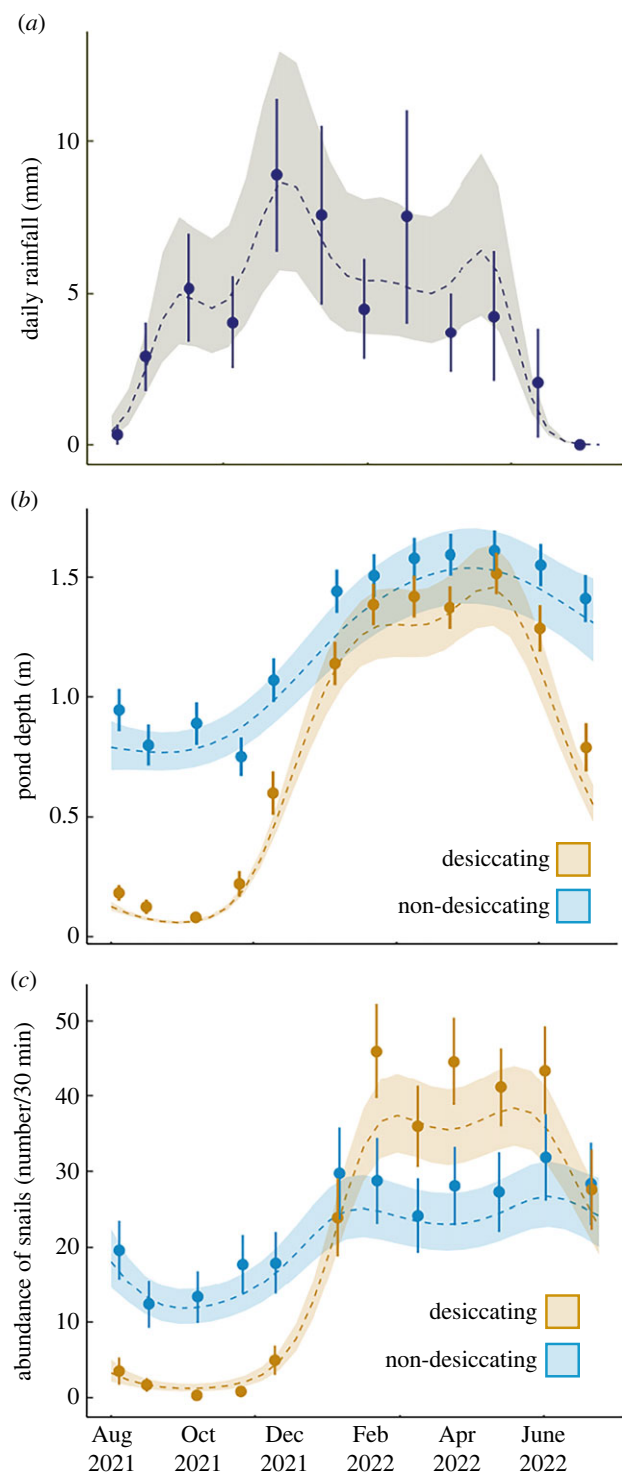 (a)
10
5
0
daily rainfall (mm)
(b)
1.5
1.0
0.5
0
pond depth (m)
desiccating
non-desiccating
(c)
50
40
30
20
10
0
abundance of snails (number/30 min)
desiccating
non-desiccating
Aug Oct Dec Feb Apr June
2021 2021 2021 2022 2022 2022